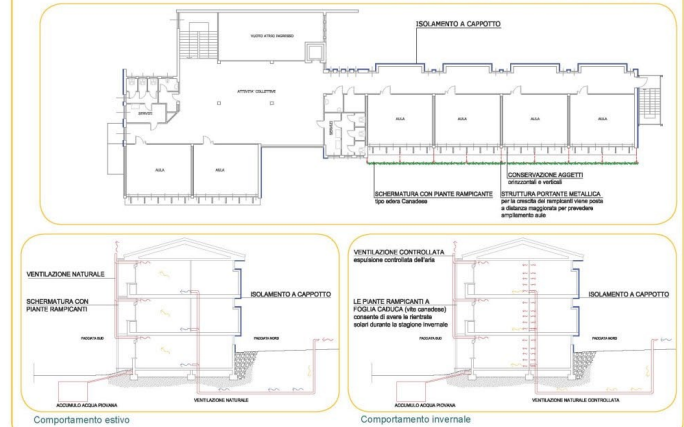 ISOLAMENTO A CAPPOTTO
NUOVO ATRIO INGRESSO
ATTIVITA' COLLETTIVE
SERVIZI
SERVIZI
AULA
AULA
AULA
AULA
AULA
AULA
SCHERMATURA CON PIANTE RAMPICANTE
tipo edera Canadese
CONSERVAZIONE AGGETTI
orizzontali e verticali
STRUTTURA PORTANTE METALLICA
per la crescita dei rampicanti viene posta
a distanza maggiorata per prevedere
ampliamento aule
VENTILAZIONE NATURALE
SCHERMATURA CON
PIANTE RAMPICANTI
ISOLAMENTO A CAPPOTTO
FACCIATA SUD
FACCIATA NORD
ACCUMULO ACQUA PIOVANA
VENTILAZIONE NATURALE
Comportamento estivo
VENTILAZIONE CONTROLLATA
espulsione controllata dell'aria
LE PIANTE RAMPICANTI A
FOGLIA CADUCA (vite canadese)
consente di avere le rientrate
solari durante la stagione invernale
ISOLAMENTO A CAPPOTTO
FACCIATA SUD
FACCIATA NORD
ACCUMULO ACQUA PIOVANA
VENTILAZIONE NATURALE CONTROLLATA
Comportamento invernale